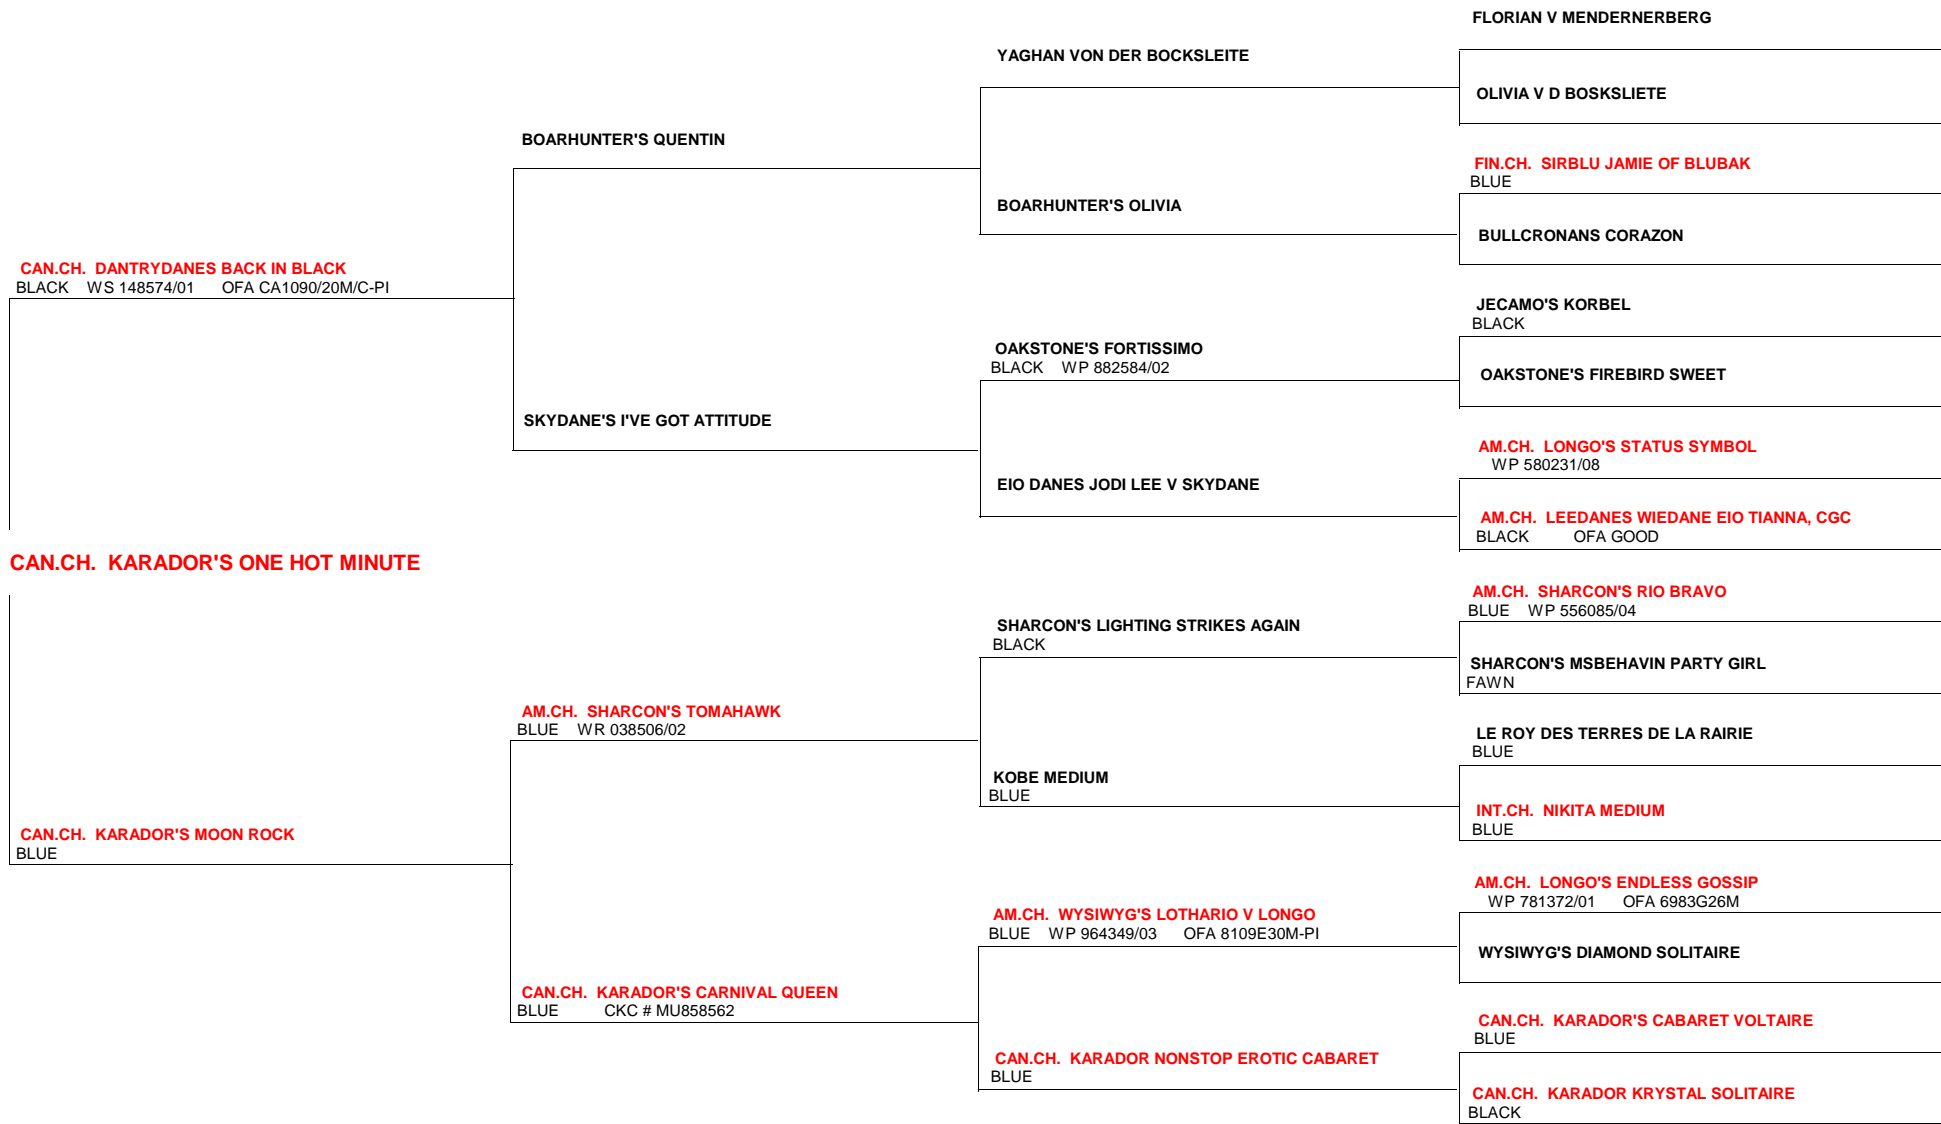 FLORIAN V MENDERNERBERG
YAGHAN VON DER BOCKSLEITE
OLIVIA V D BOSKSLIETE
BOARHUNTER'S QUENTIN
FIN.CH. SIRBLU JAMIE OF BLUBAK
BLUE
BOARHUNTER'S OLIVIA
BULLCRONANS CORAZON
CAN.CH. DANTRYDANES BACK IN BLACK
BLACK WS 148574/01 OFA CA1090/20M/C-PI
JECAMO'S KORBEL
BLACK
OAKSTONE'S FORTISSIMO
BLACK WP 882584/02
OAKSTONE'S FIREBIRD SWEET
SKYDANE'S I'VE GOT ATTITUDE
AM.CH. LONGO'S STATUS SYMBOL
WP 580231/08
EIO DANES JODI LEE V SKYDANE
AM.CH. LEEDANES WIEDANE EIO TIANNA, CGC
BLACK OFA GOOD
CAN.CH. KARADOR'S ONE HOT MINUTE
AM.CH. SHARCON'S RIO BRAVO
BLUE WP 556085/04
SHARCON'S LIGHTING STRIKES AGAIN
BLACK
SHARCON'S MSBEHAVIN PARTY GIRL
FAWN
AM.CH. SHARCON'S TOMAHAWK
BLUE WR 038506/02
LE ROY DES TERRES DE LA RAIRIE
BLUE
KOBE MEDIUM
BLUE
INT.CH. NIKITA MEDIUM
BLUE
CAN.CH. KARADOR'S MOON ROCK
BLUE
AM.CH. LONGO'S ENDLESS GOSSIP
WP 781372/01 OFA 6983G26M
AM.CH. WYSIWYG'S LOTHARIO V LONGO
BLUE WP 964349/03 OFA 8109E30M-PI
WYSIWYG'S DIAMOND SOLITAIRE
CAN.CH. KARADOR'S CARNIVAL QUEEN
BLUE CKC # MU858562
CAN.CH. KARADOR'S CABARET VOLTAIRE
BLUE
CAN.CH. KARADOR NONSTOP EROTIC CABARET
BLUE
CAN.CH. KARADOR KRYSTAL SOLITAIRE
BLACK